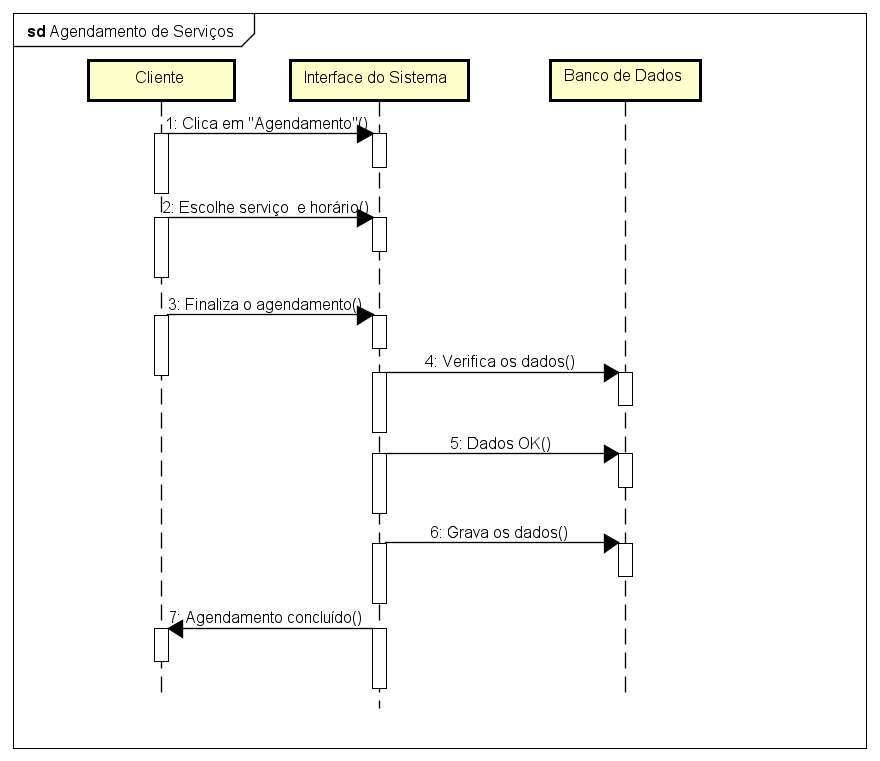 sd Agendamento de Serviços
Cliente
Interface do Sistema
Banco de Dados
1: Clica em "Agendamento"()
2: Escolhe serviço  e horário()
3: Finaliza o agendamento()
4: Verifica os dados()
5: Dados OK()
6: Grava os dados()
7: Agendamento concluído()